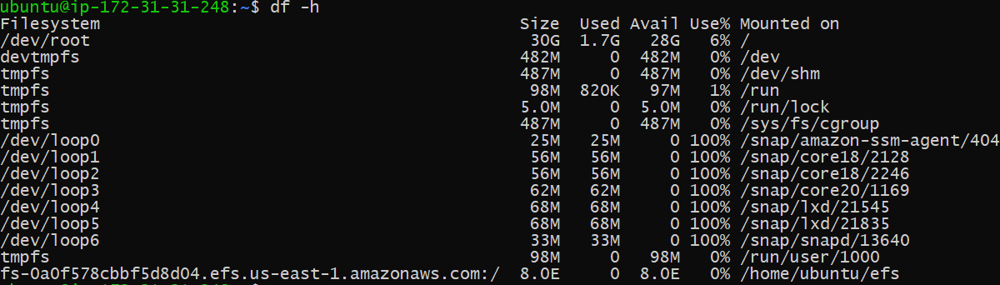 ubuntu@ip-172-31-31-248:~$ df -h
Filesystem Size Used Avail Use% Mounted on
/dev/root 30G 1.7G 28G 6% /
devtmpfs 482M 0 482M 0% /dev
tmpfs 487M 0 487M 0% /dev/shm
tmpfs 98M 820K 97M 1% /run
tmpfs 5.0M 0 5.0M 0% /run/lock
tmpfs 487M 0 487M 0% /sys/fs/cgroup
/dev/loop0 25M 25M 0 100% /snap/amazon-ssm-agent/404
/dev/loop1 56M 56M 0 100% /snap/core18/2128
/dev/loop2 56M 56M 0 100% /snap/core18/2246
/dev/loop3 62M 62M 0 100% /snap/core20/1169
/dev/loop4 68M 68M 0 100% /snap/lxd/21545
/dev/loop5 68M 68M 0 100% /snap/lxd/21835
/dev/loop6 33M 33M 0 100% /snap/snapd/13640
tmpfs 98M 0 98M 0% /run/user/1000
fs-0a0f578cbbf5d8d04.efs.us-east-1.amazonaws.com:/ 8.0E 0 8.0E 0% /home/ubuntu/efs